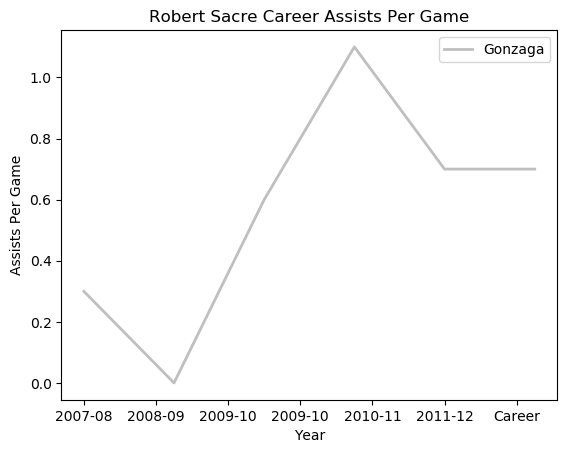 Robert Sacre Career Assists Per Game
Gonzaga
1.0
0.8
0.6
0.4
0.2
0.0
Assists Per Game
2007-08 2008-09 2009-10 2009-10 2010-11 2011-12 Career
Year